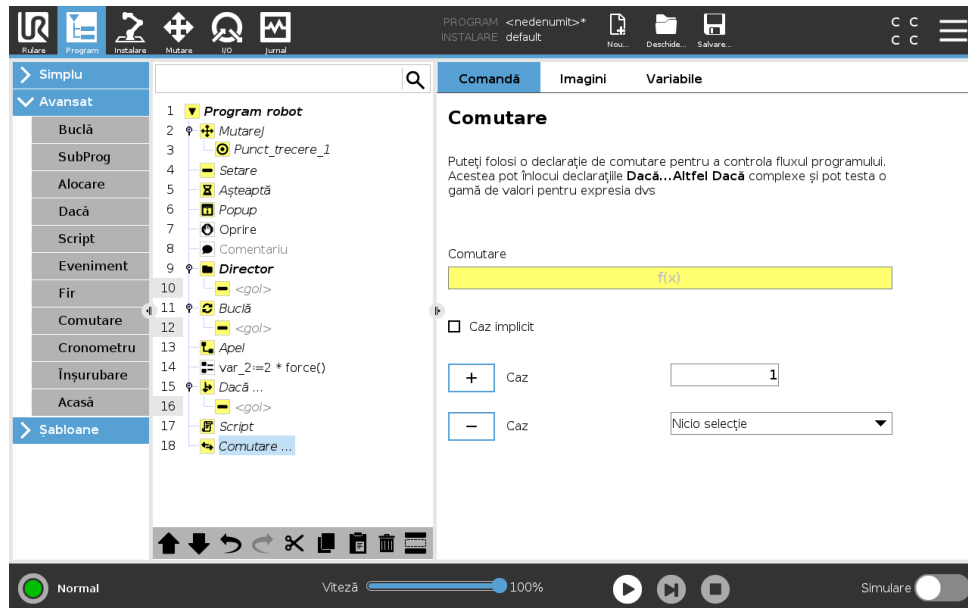 PROGRAM <nedenumit>*
INSTALARE default
Rulare Program Instalare Mutare I/O Jurnal Nou... Deschide... Salvare...
C C
C C
Simplu
Avansat
Buclă
SubProg
Alocare
Dacă
Script
Eveniment
Fir
Comutare
Cronometru
Înșurubare
Acasă
Șabloane
1 Program robot
2 MutareJ
3 Punct_trecere_1
4 Setare
5 Așteaptă
6 Popup
7 Oprire
8 Comentariu
9 Director
10 <gol>
11 Buclă
12 <gol>
13 Apel
14 var_2≔2 * force()
15 Dacă ...
16 <gol>
17 Script
18 Comutare ...
Comandă Imagini Variabile
Comutare
Puteți folosi o declarație de comutare pentru a controla fluxul programului.
Acestea pot înlocui declarațiile Dacă...Altfel Dacă complexe și pot testa o
gamă de valori pentru expresia dvs
Comutare
f(x)
Caz implicit
+ Caz 1
− Caz Nicio selecție
Normal Viteză 100% Simulare